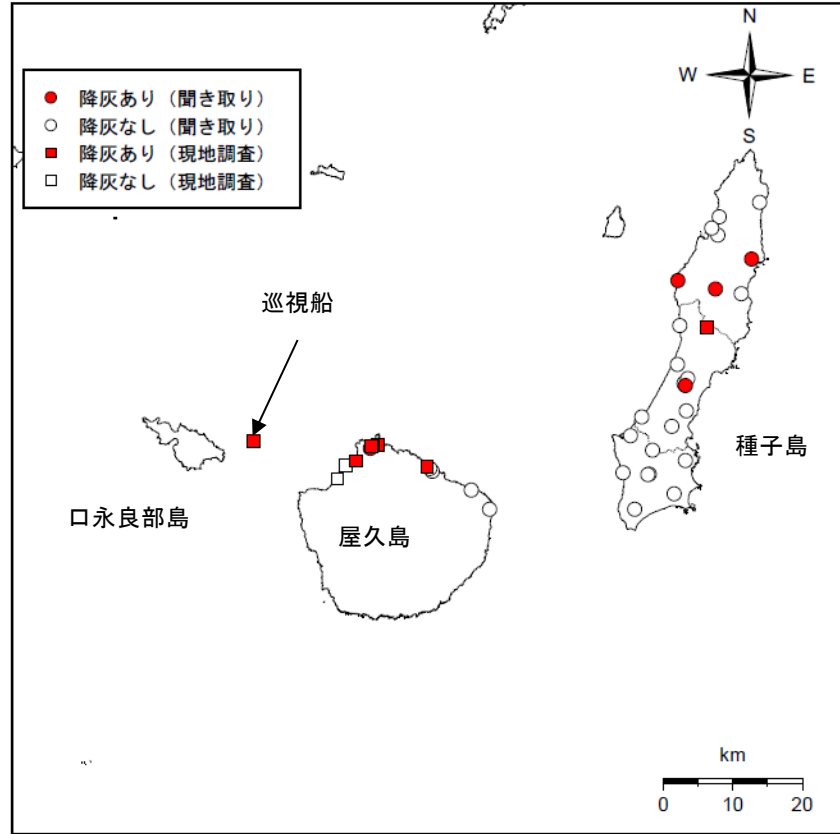 N
W E
S
降灰あり（聞き取り）
降灰なし（聞き取り）
降灰あり（現地調査）
降灰なし（現地調査）
巡視船
種子島
口永良部島
屋久島
km
0 10 20